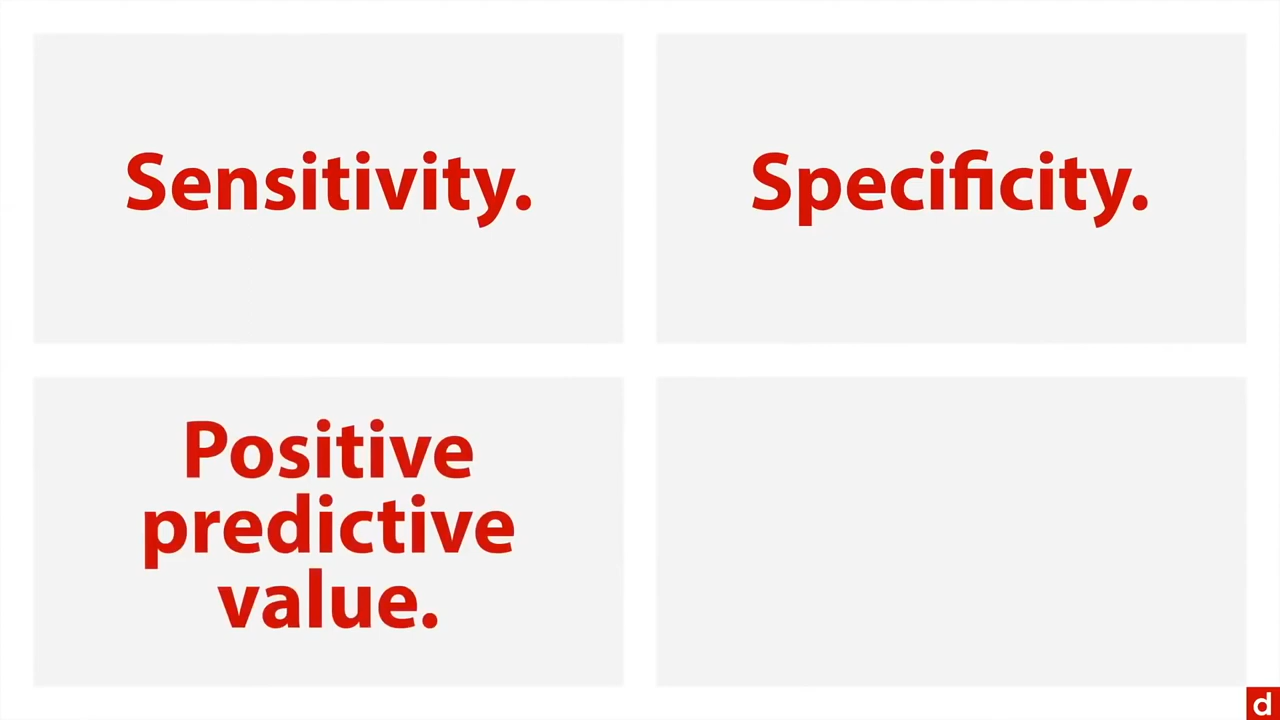 Sensitivity.
Specificity.
Positive
predictive
value.
d